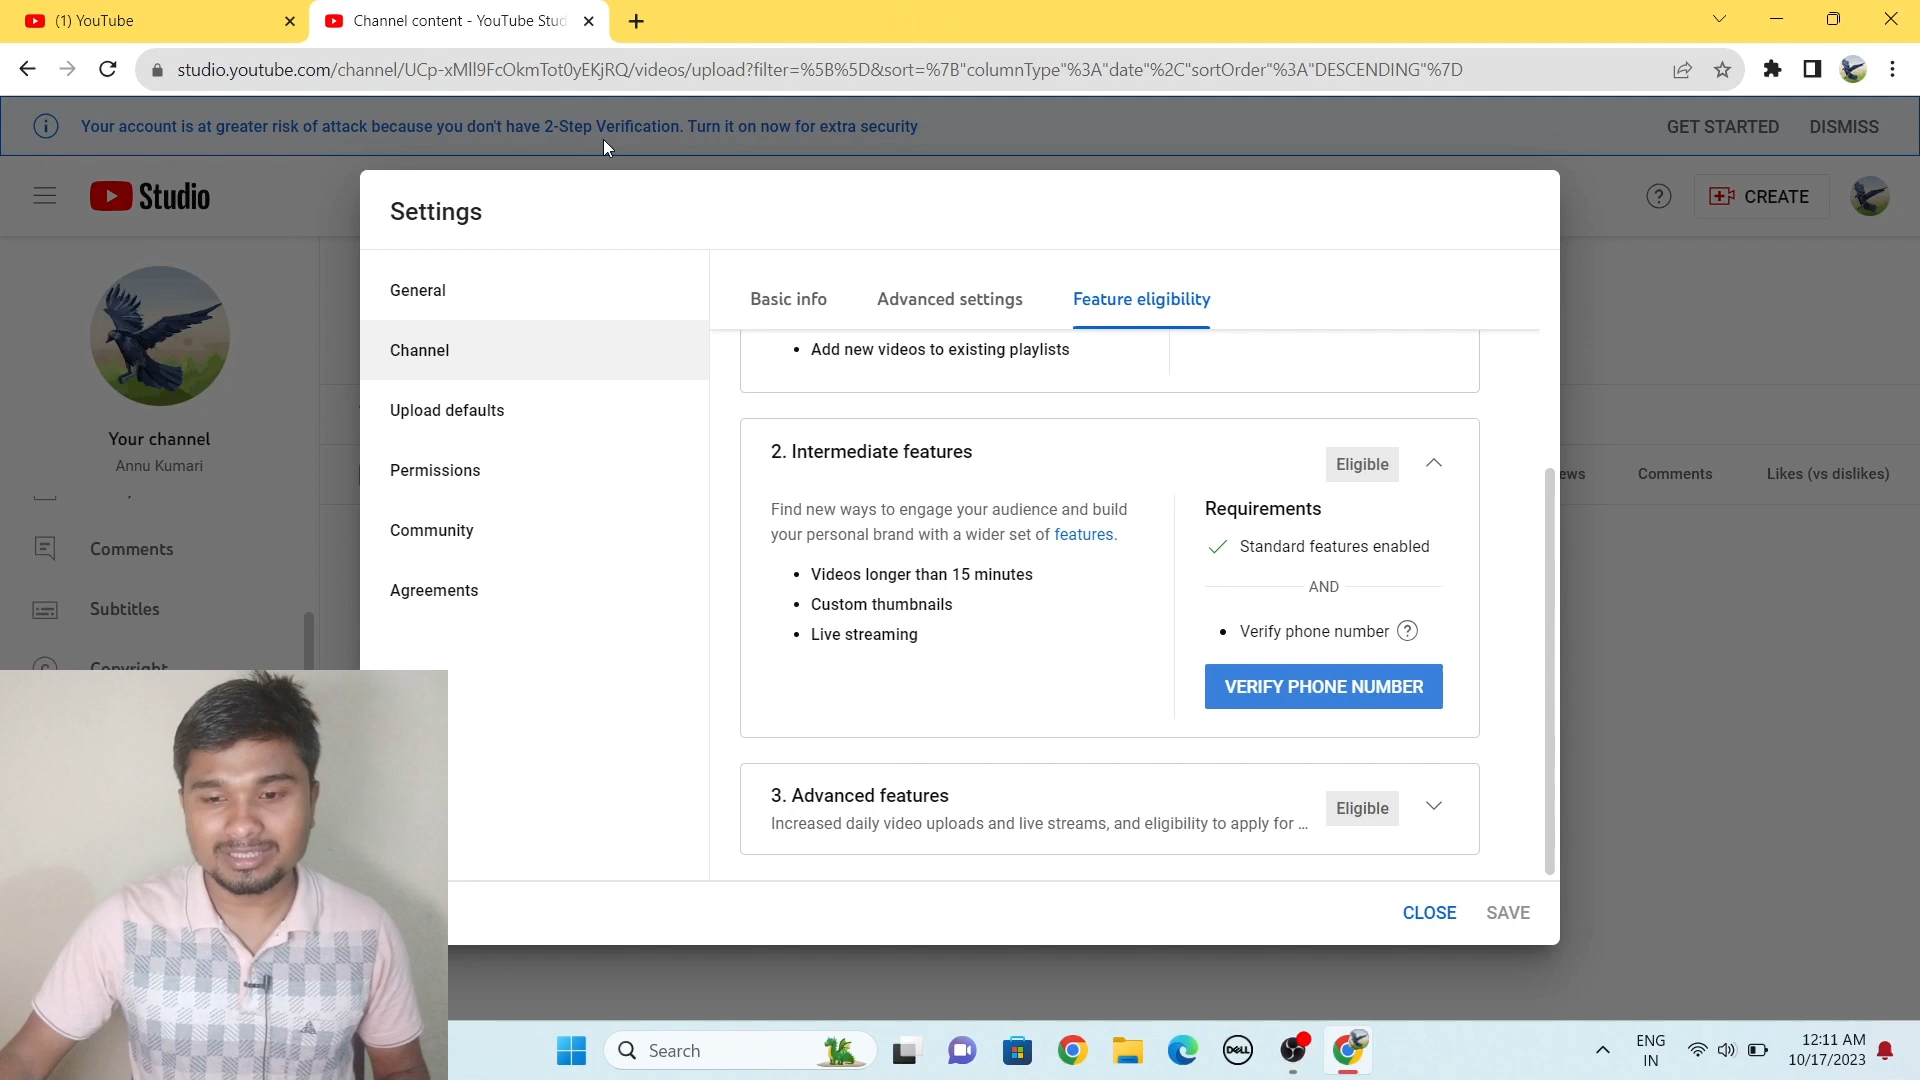 (1) YouTube
Channel content - YouTube Stud
studio.youtube.com/channel/UCp-xMlI9FcOkmTot0yEKjRQ/videos/upload?filter=%5B%5D&sort=%7B"columnType"%3A"date"%2C"sortOrder"%3A"DESCENDING"%7D
Your account is at greater risk of attack because you don't have 2-Step Verification. Turn it on now for extra security
GET STARTED
DISMISS
Studio
CREATE
Settings
General
Channel
Upload defaults
Permissions
Community
Agreements
Basic info
Advanced settings
Feature eligibility
• Add new videos to existing playlists
2. Intermediate features
Eligible
Find new ways to engage your audience and build
your personal brand with a wider set of features.
• Videos longer than 15 minutes
• Custom thumbnails
• Live streaming
Requirements
Standard features enabled
AND
• Verify phone number
VERIFY PHONE NUMBER
3. Advanced features
Increased daily video uploads and live streams, and eligibility to apply for ...
Eligible
CLOSE
SAVE
Your channel
Annu Kumari
Comments
Subtitles
Copyright
ews
Comments
Likes (vs dislikes)
Search
DELL
ENG
IN
12:11 AM
10/17/2023